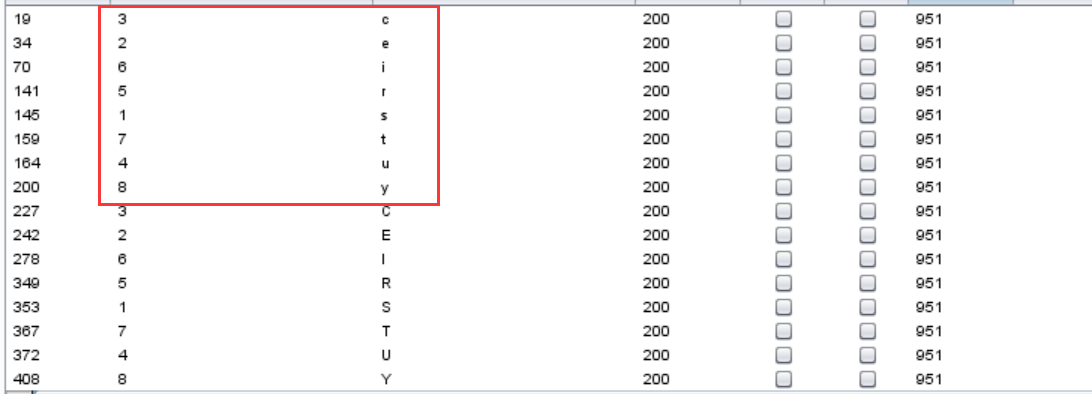 19 3 c 200 951
34 2 e 200 951
70 6 i 200 951
141 5 r 200 951
145 1 s 200 951
159 7 t 200 951
164 4 u 200 951
200 8 y 200 951
227 3 C 200 951
242 2 E 200 951
278 6 I 200 951
349 5 R 200 951
353 1 S 200 951
367 7 T 200 951
372 4 U 200 951
408 8 Y 200 951